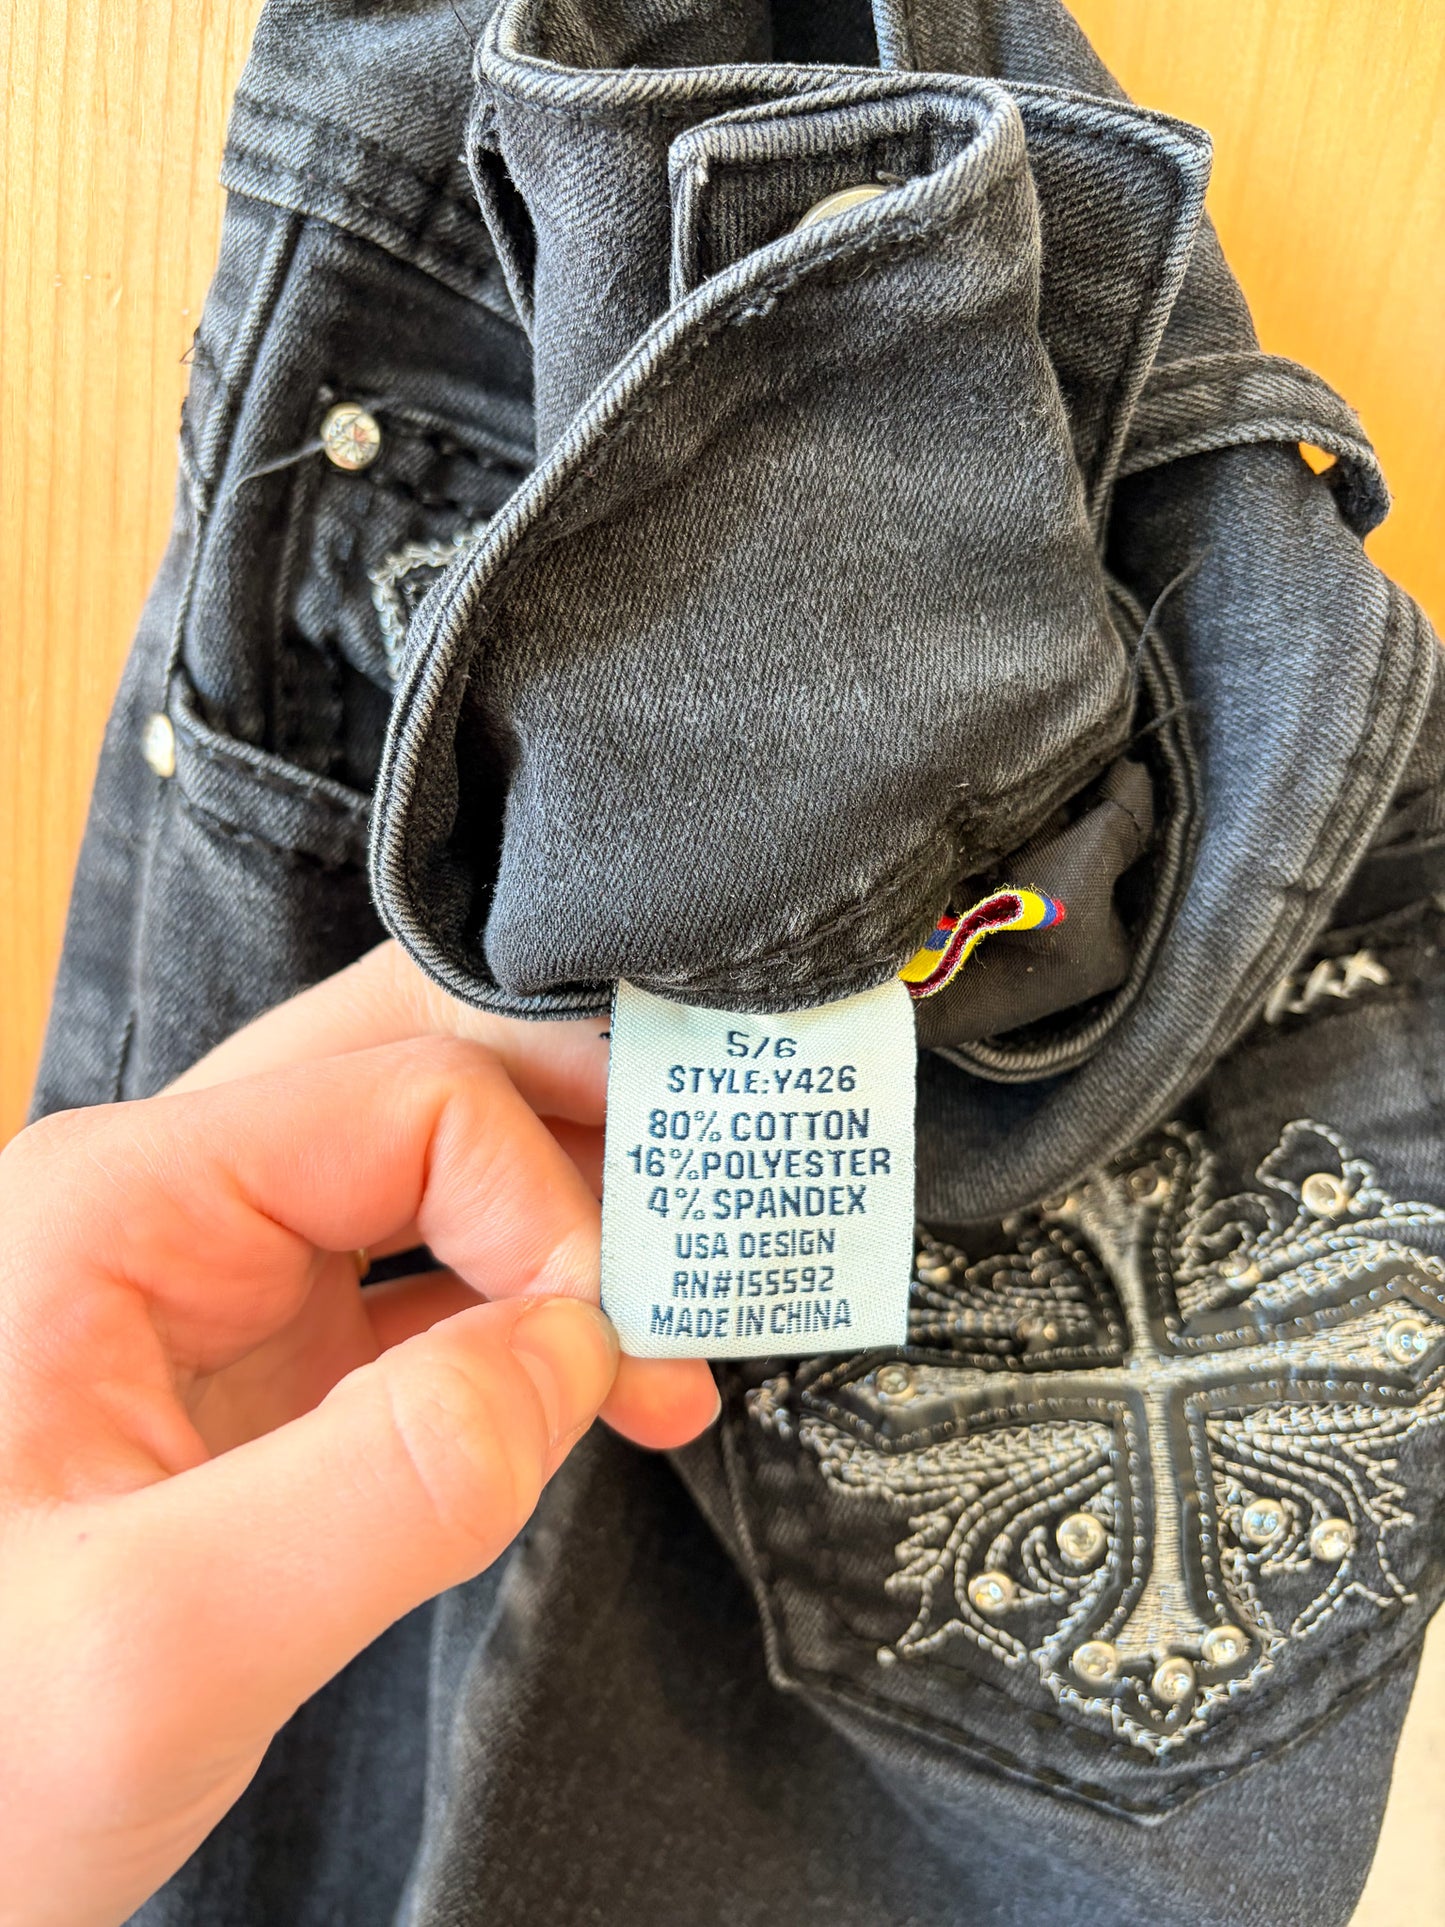 5/6
STYLE:Y426
80% COTTON
16%POLYESTER
4% SPANDEX
USA DESIGN
RN#155592
MADE IN CHINA